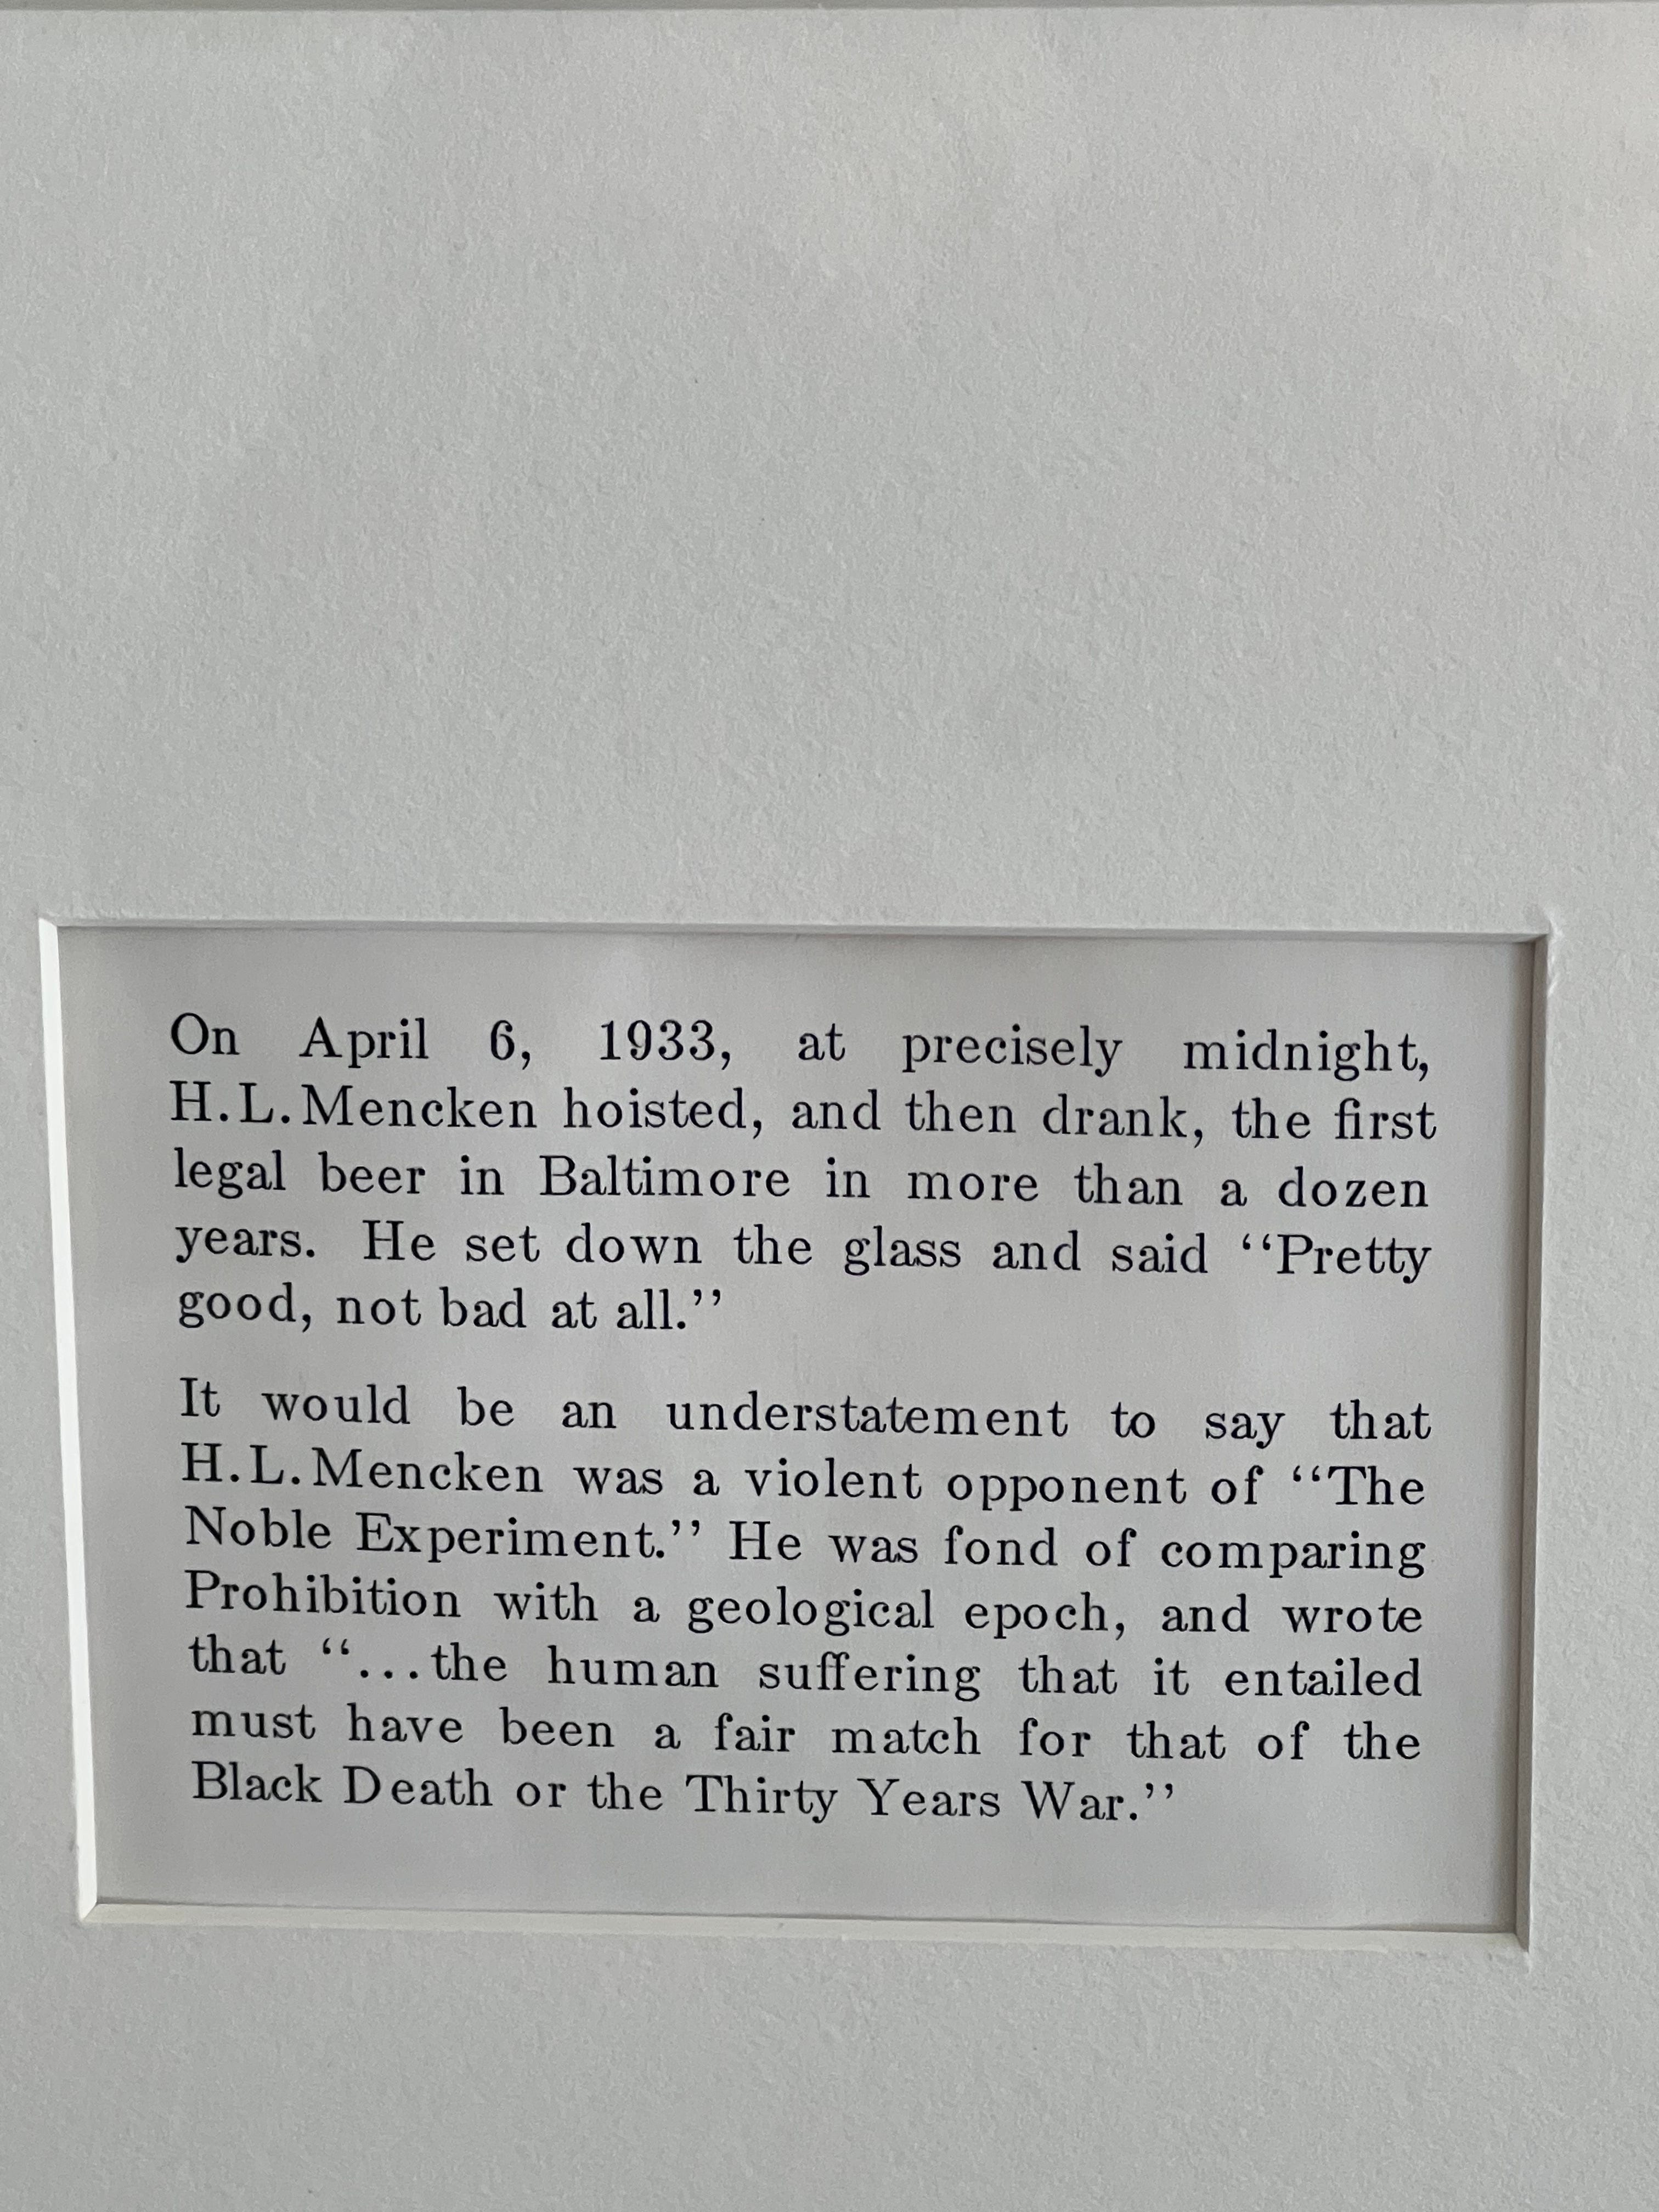 On April 6, 1933, at precisely midnight,
H.L.Mencken hoisted, and then drank, the first
legal beer in Baltimore in more than a dozen
years. He set down the glass and said ‘‘Pretty
good, not bad at all.’’
It would be an understatement to say that
H.L.Mencken was a violent opponent of ‘‘The
Noble Experiment.’’ He was fond of comparing
Prohibition with a geological epoch, and wrote
that ‘‘...the human suffering that it entailed
must have been a fair match for that of the
Black Death or the Thirty Years War.’’